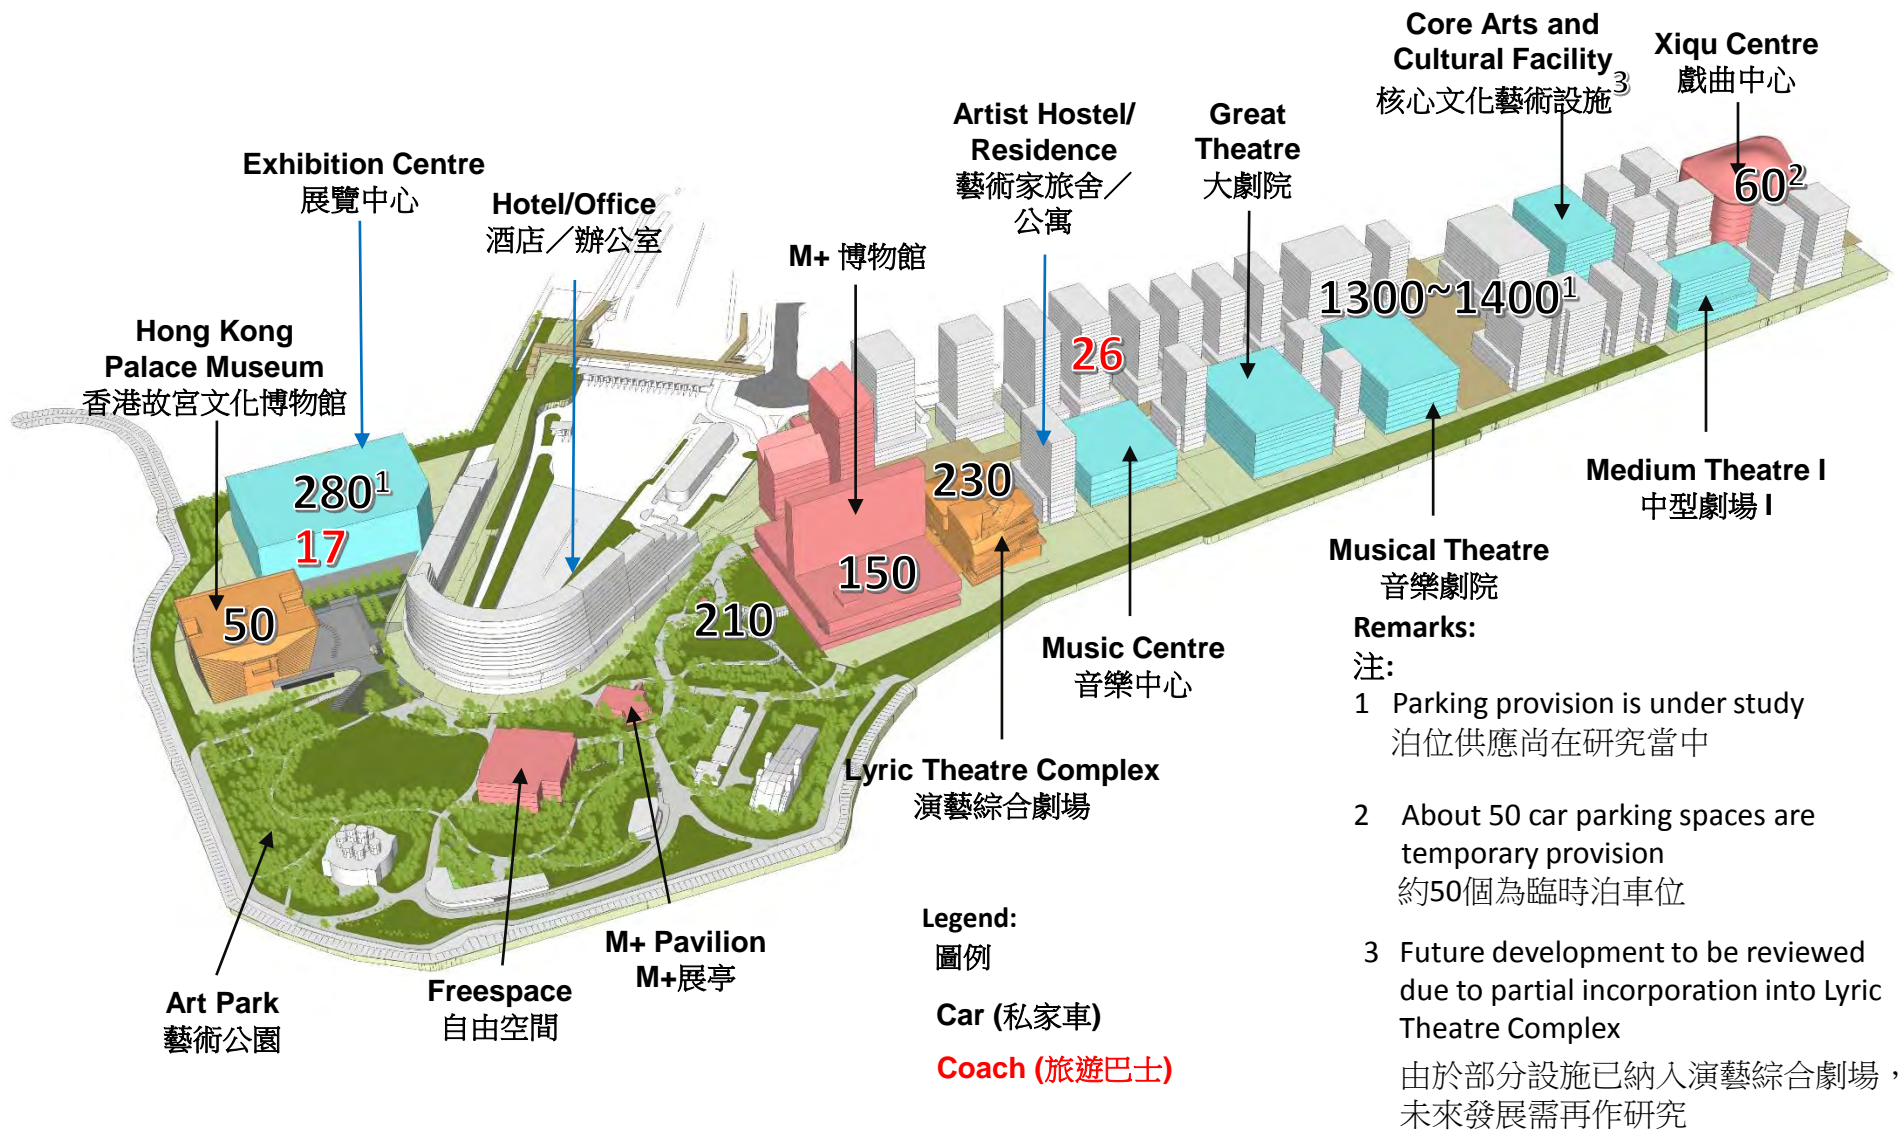 Core Arts and
Cultural Facility
核心文化藝術設施3
Xiqu Centre
戲曲中心
Artist Hostel/
Residence
藝術家旅舍／
公寓
Great
Theatre
大劇院
Exhibition Centre
展覽中心
Hotel/Office
酒店／辦公室
M+ 博物館
Hong Kong
Palace Museum
香港故宮文化博物館
60²
1300~1400¹
26
280¹
17
230
150
210
50
Medium Theatre I
中型劇場 I
Musical Theatre
音樂劇院
Music Centre
音樂中心
Lyric Theatre Complex
演藝綜合劇場
M+ Pavilion
M+展亭
Freespace
自由空間
Art Park
藝術公園
Legend:
圖例
Car (私家車)
Coach (旅遊巴士)
Remarks:
注:
1 Parking provision is under study
泊位供應尚在研究當中
2 About 50 car parking spaces are
temporary provision
約50個為臨時泊車位
3 Future development to be reviewed
due to partial incorporation into Lyric
Theatre Complex
由於部分設施已納入演藝綜合劇場，
未來發展需再作研究